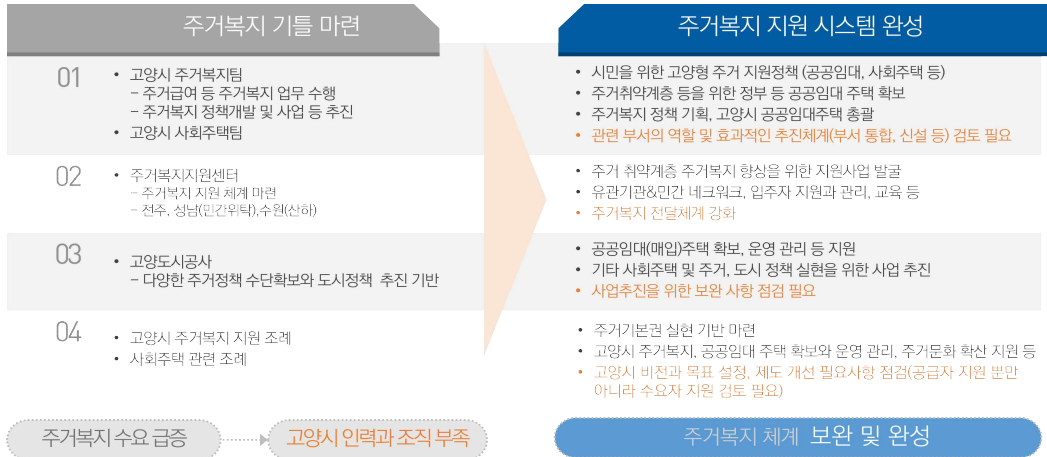 주거복지 기틀 마련
주거복지 지원 시스템 완성
01
• 고양시 주거복지팀
– 주거급여 등 주거복지 업무 수행
– 주거복지 정책개발 및 사업 등 추진
• 고양시 사회주택팀
• 시민을 위한 고양형 주거 지원정책 (공공임대, 사회주택 등)
• 주거취약계층 등을 위한 정부 등 공공임대 주택 확보
• 주거복지 정책 기획, 고양시 공공임대주택 총괄
• 관련 부서의 역할 및 효과적인 추진체계(부서 통합, 신설 등) 검토 필요
02
• 주거복지지원센터
– 주거복지 지원 체계 마련
– 전주, 성남(민간위탁),수원(산하)
• 주거 취약계층 주거복지 향상을 위한 지원사업 발굴
• 유관기관&민간 네크워크, 입주자 지원과 관리, 교육 등
• 주거복지 전달체계 강화
03
• 고양도시공사
– 다양한 주거정책 수단확보와 도시정책 추진 기반
• 공공임대(매입)주택 확보, 운영 관리 등 지원
• 기타 사회주택 및 주거, 도시 정책 실현을 위한 사업 추진
• 사업추진을 위한 보완 사항 점검 필요
04
• 고양시 주거복지 지원 조례
• 사회주택 관련 조례
• 주거기본권 실현 기반 마련
• 고양시 주거복지, 공공임대 주택 확보와 운영 관리, 주거문화 확산 지원 등
• 고양시 비전과 목표 설정, 제도 개선 필요사항 점검(공급자 지원 분만
아니라 수요자 지원 검토 필요)
주거복지 수요 급증
고양시 인력과 조직 부족
주거복지 체계 보완 및 완성